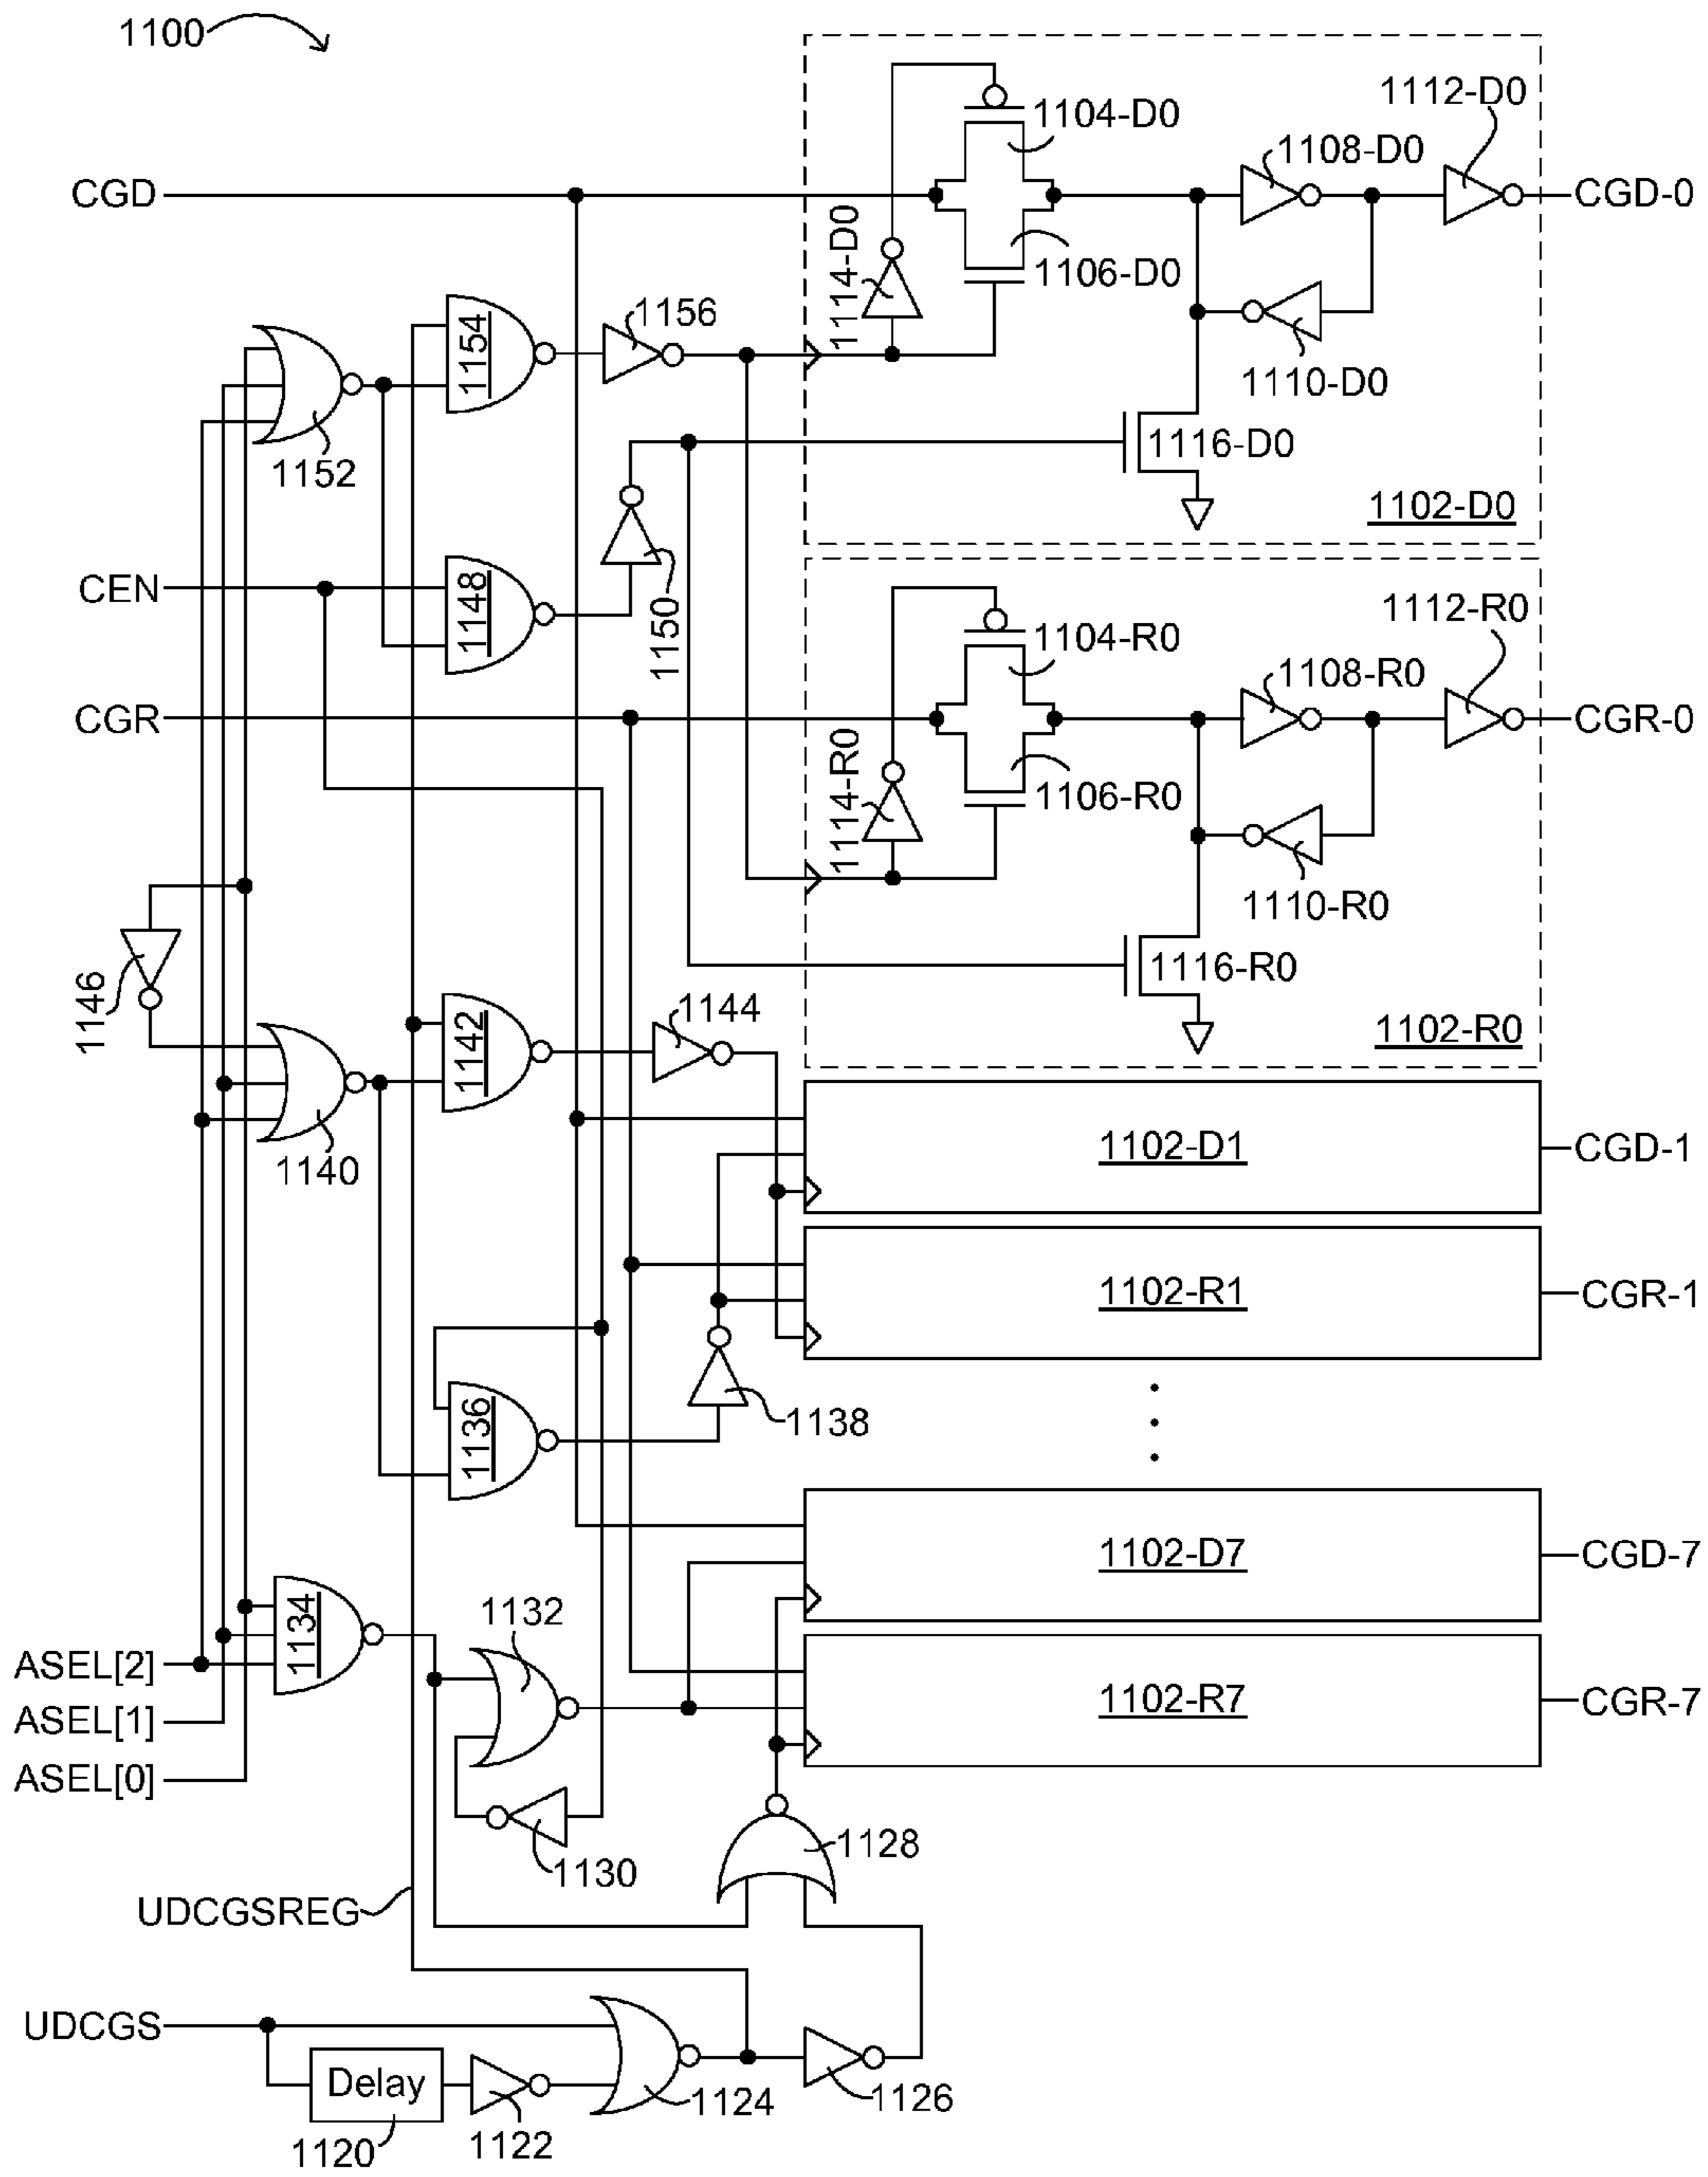 1100
1112-D0
1104-D0
1108-D0
CGD
CGD-0
1114-D0
1106-D0
1154
1156
1110-D0
1116-D0
1152
1102-D0
CEN
1148
1150
1104-R0
1112-R0
1108-R0
CGR
CGR-0
1114-R0
1106-R0
1110-R0
1116-R0
1146
1142
1144
1102-R0
1140
1102-D1
CGD-1
1102-R1
CGR-1
1136
1138
1102-D7
CGD-7
1134
1132
ASEL[2]
ASEL[1]
ASEL[0]
1102-R7
CGR-7
1130
1128
UDCGSREG
UDCGS
Delay
1120
1122
1124
1126